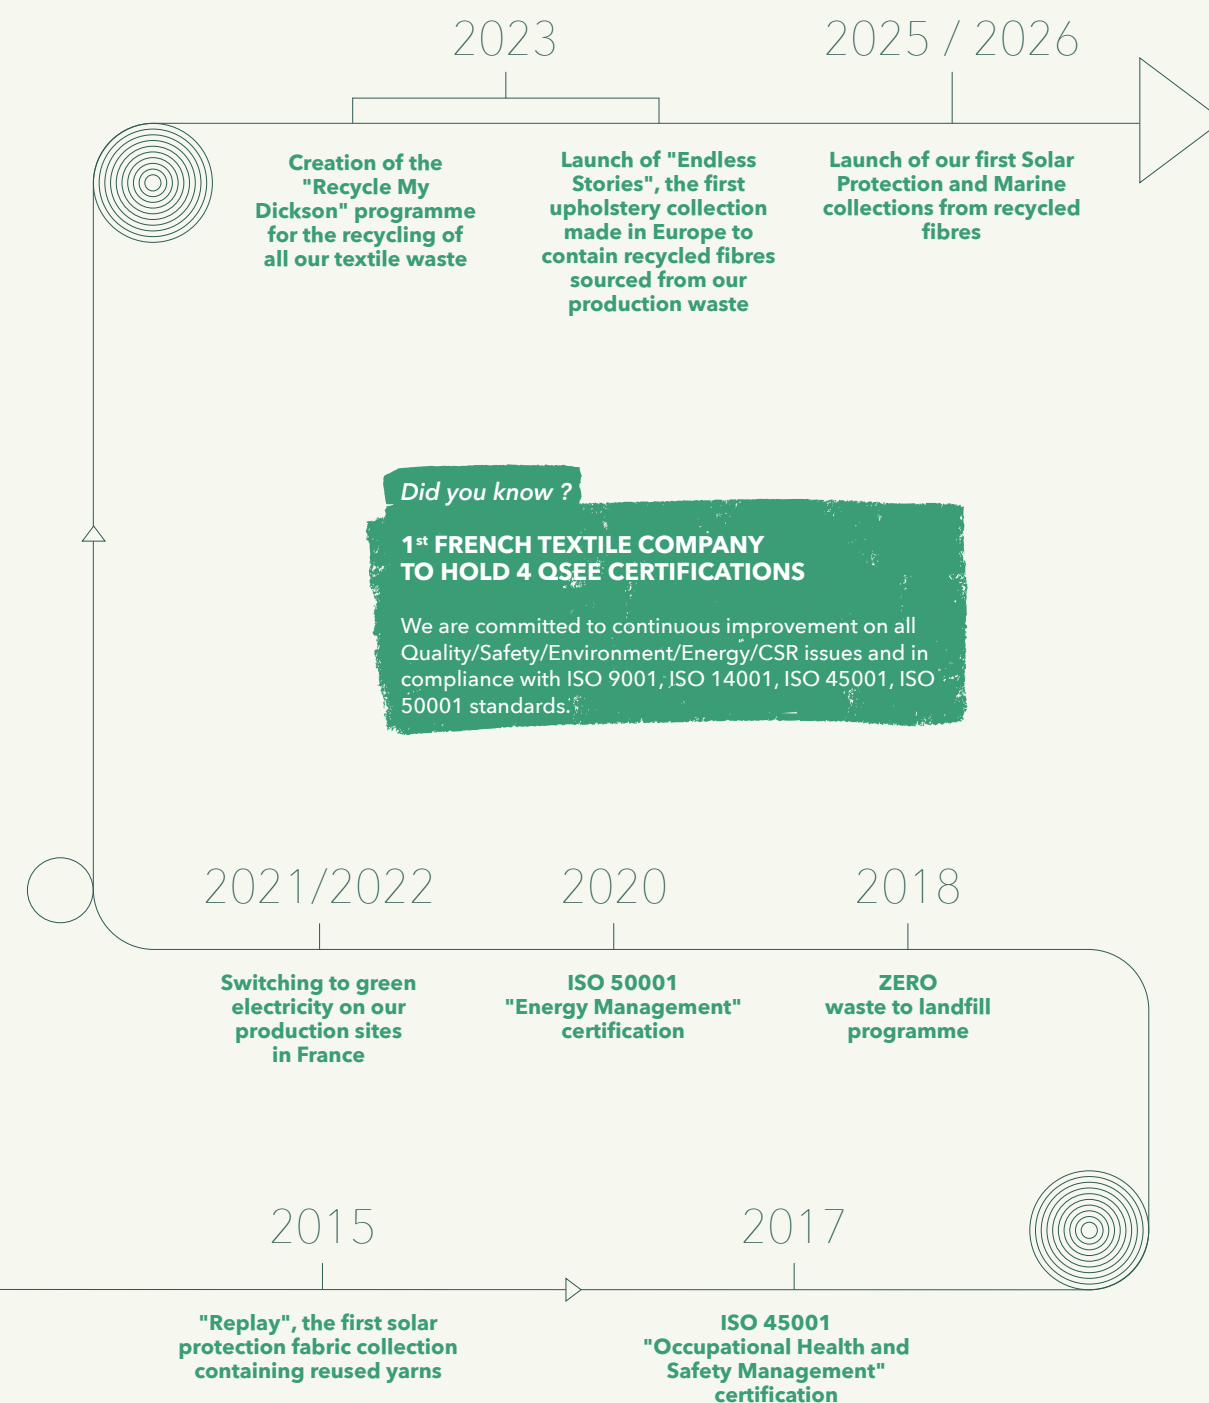 2023
Creation of the
"Recycle My
Dickson" programme
for the recycling of
all our textile waste
Launch of "Endless
Stories", the first
upholstery collection
made in Europe to
contain recycled fibres
sourced from our
production waste
2025 / 2026
Launch of our first Solar
Protection and Marine
collections from recycled
fibres
Did you know ?
1st FRENCH TEXTILE COMPANY
TO HOLD 4 QSEE CERTIFICATIONS
We are committed to continuous improvement on all
Quality/Safety/Environment/Energy/CSR issues and in
compliance with ISO 9001, ISO 14001, ISO 45001, ISO
50001 standards.
2021/2022
Switching to green
electricity on our
production sites
in France
2020
ISO 50001
"Energy Management"
certification
2018
ZERO
waste to landfill
programme
2015
"Replay", the first solar
protection fabric collection
containing reused yarns
2017
ISO 45001
"Occupational Health and
Safety Management"
certification